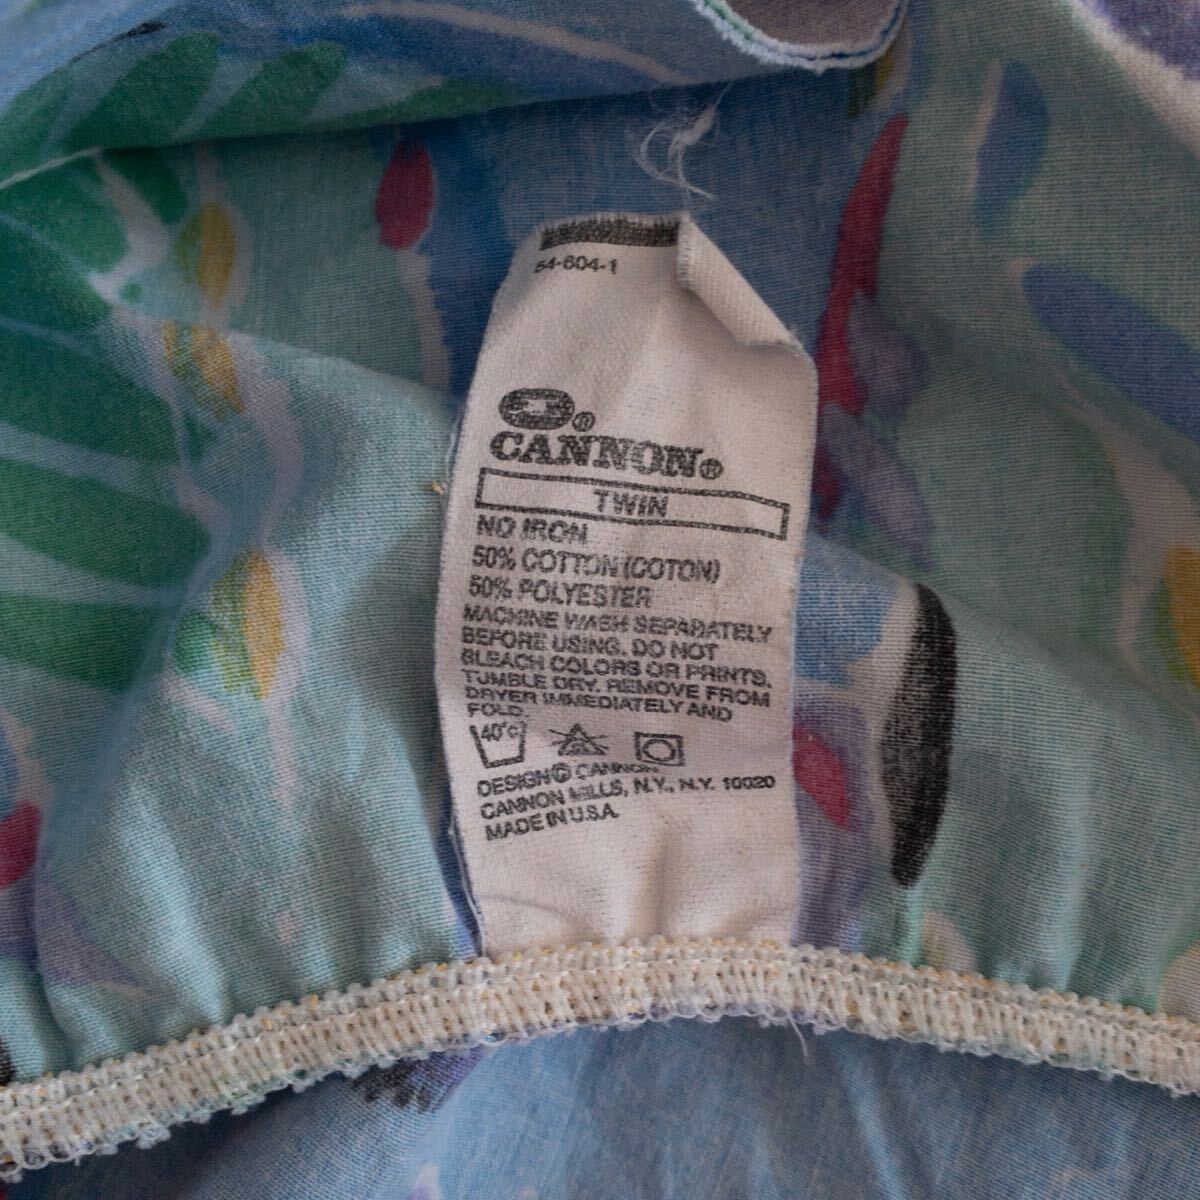 54-604-1
®
CANNON®
TWIN
NO IRON
50% COTTON (COTON)
50% POLYESTER
MACHINE WASH SEPARATELY
BEFORE USING. DO NOT
BLEACH COLORS OR PRINTS.
TUMBLE DRY. REMOVE FROM
DRYER IMMEDIATELY AND
FOLD.
40°C
DESIGN © CANNON
CANNON MILLS, N.Y., N.Y. 10020
MADE IN U.S.A.